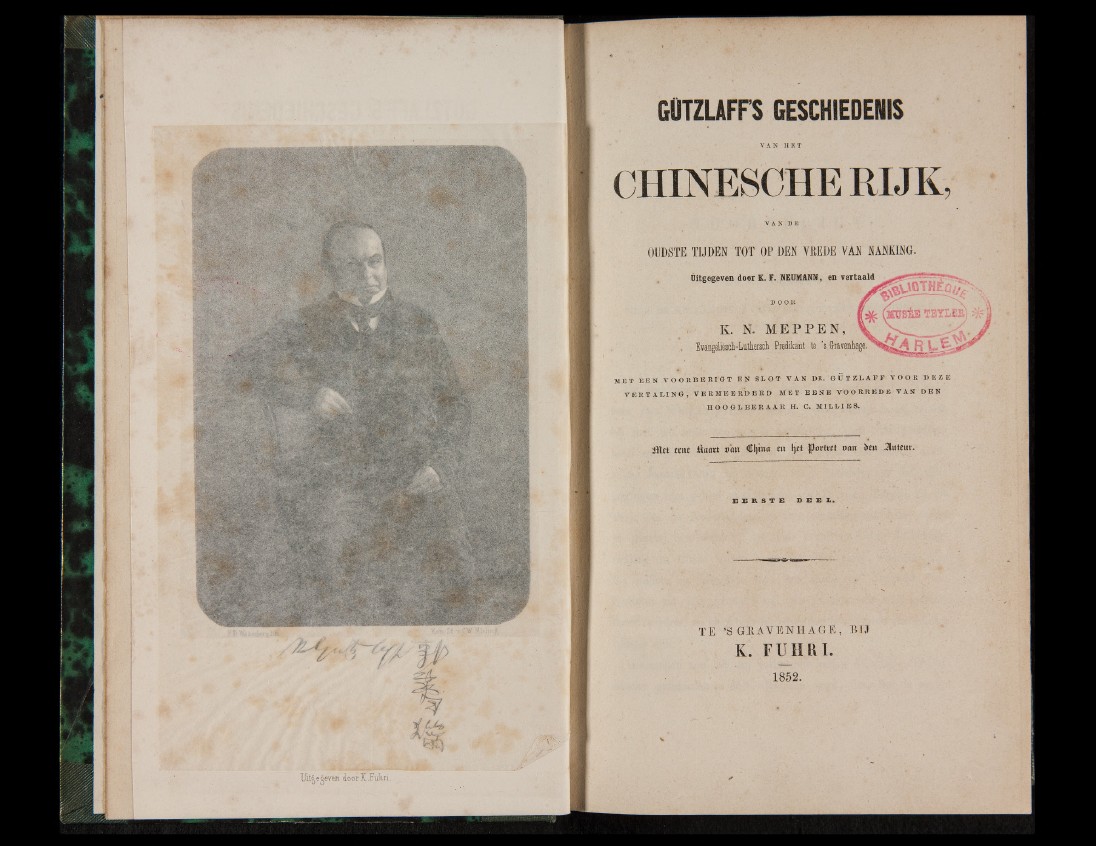 Uitgegeven door K. Fuhri.
GÜTZLAFF'S GESCHIEDENIS
VAN HET
CHINESCHE RIJK,
VAN DE
OUDSTE TIJDEN TOT OP DEN VREDE VAN NANKING.
Uitgegeven door K. F. NEUMANN, en vertaald
DOOR
K. N. MEPPEN,
Evangelisch-Luthersch Predikant te 's Gravenhage.
BIBLIOTHÉQUE
MUSÉE TEYLER
HARLEM.
MET EEN VOORBERIGT EN SLOT VAN DR. GÜTZLAFF VOOR DEZE
VERTALING, VERMEERDERD MET EENE VOORREDE VAN DEN
HOOGLEERAAR H. C. MILLIES.
Met eene Kaart van China en het Portret van den Auteur.
EERSTE DEEL.
TE 'S GRAVENHAGE, BIJ
K. FUHRI.
1852.